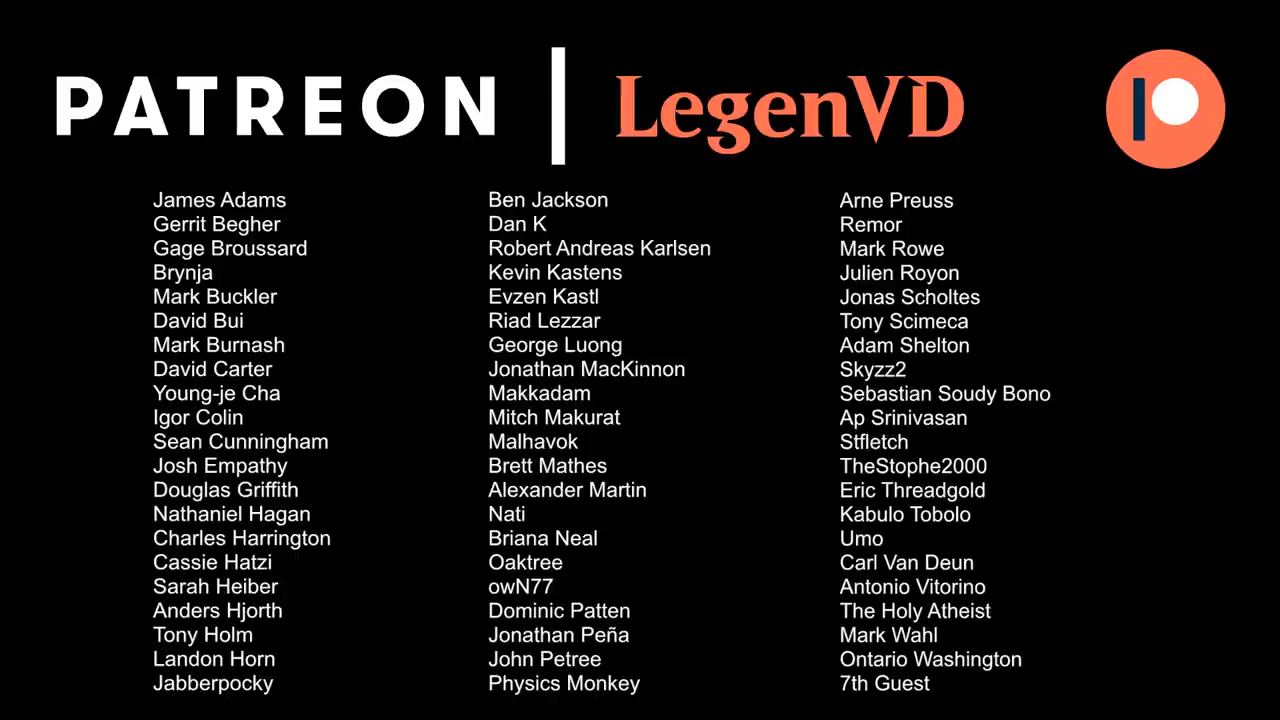 PATREON | LegenVD
James Adams
Gerrit Begher
Gage Broussard
Brynja
Mark Buckler
David Bui
Mark Burnash
David Carter
Young-je Cha
Igor Colin
Sean Cunningham
Josh Empathy
Douglas Griffith
Nathaniel Hagan
Charles Harrington
Cassie Hatzi
Sarah Heiber
Anders Hjorth
Tony Holm
Landon Horn
Jabberpocky
Ben Jackson
Dan K
Robert Andreas Karlsen
Kevin Kastens
Evzen Kastl
Riad Lezzar
George Luong
Jonathan MacKinnon
Makkadam
Mitch Makurat
Malhavok
Brett Mathes
Alexander Martin
Nati
Briana Neal
Oaktree
owN77
Dominic Patten
Jonathan Peña
John Petree
Physics Monkey
Arne Preuss
Remor
Mark Rowe
Julien Royon
Jonas Scholtes
Tony Scimeca
Adam Shelton
Skyzz2
Sebastian Soudy Bono
Ap Srinivasan
Stfletch
TheStophe2000
Eric Threadgold
Kabulo Tobolo
Umo
Carl Van Deun
Antonio Vitorino
The Holy Atheist
Mark Wahl
Ontario Washington
7th Guest